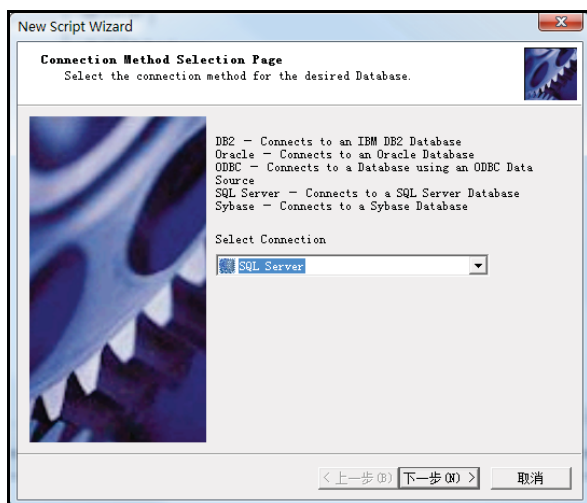 New Script Wizard
Connection Method Selection Page
Select the connection method for the desired Database.
DB2 - Connects to an IBM DB2 Database
Oracle - Connects to an Oracle Database
ODBC - Connects to a Database using an ODBC Data
Source
SQL Server - Connects to a SQL Server Database
Sybase - Connects to a Sybase Database
Select Connection
SQL Server
< 上一步(B) 下一步(N) > 取消